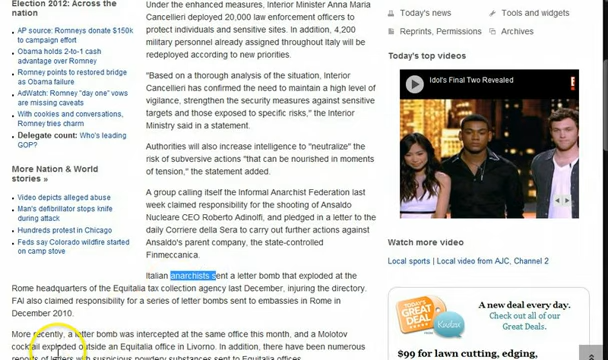 Election 2012: Across the
nation
AP source: Romneys donate $150k
to campaign effort
Obama holds 2-to-1 cash
advantage over Romney
Romney points to restored bridge
as Obama failure
AdWatch: Romney "day one" vows
are missing caveats
With cookies and conversations,
Romney tries charm
Delegate count: Who's leading
GOP?
More Nation & World
stories »
Video depicts alleged abuse
Man's defibrillator stops knife
during attack
Hundreds protest in Chicago
Feds say Colorado wildfire started
on camp stove
Under the enhanced measures, Interior Minister Anna Maria
Cancellieri deployed 20,000 law enforcement officers to
protect individuals and sensitive sites. In addition, 4,200
military personnel already assigned throughout Italy will be
redeployed according to new priorities.
"Based on a thorough analysis of the situation, Interior
Cancellieri has confirmed the need to maintain a high level of
vigilance, strengthen the security measures against sensitive
targets and those exposed to specific risks," the Interior
Ministry said in a statement.
Authorities will also increase intelligence to "neutralize the
risk of subversive actions "that can be nourished in moments
of tension," the statement added.
A group calling itself the Informal Anarchist Federation last
week claimed responsibility for the shooting of Ansaldo
Nucleare CEO Roberto Adinolfi, and pledged in a letter to the
daily Corriere della Sera to carry out further actions against
Ansaldo's parent company, the state-controlled
Finmeccanica.
Italian anarchists sent a letter bomb that exploded at the
Rome headquarters of the Equitalia tax collection agency last December, injuring the director.
FAI also claimed responsibility for a series of letter bombs sent to embassies in Rome in
December 2010.
More recently, a letter bomb was intercepted at the same office this month, and a Molotov
cocktail exploded outside an Equitalia office in Livorno. In addition, there have been numerous
reports of letters with suspicious powdery substances sent to Equitalia offices.
Today's news
Tools and widgets
Reprints, Permissions
Archives
Today's top videos
Idol's Final Two Revealed
E
Watch more video
Local sports | Local video from AJC, Channel 2
TODAY'S
GREAT
DEAL
Kudzu
A new deal every day.
Check out all of our
Great Deals.
$99 for lawn cutting, edging,